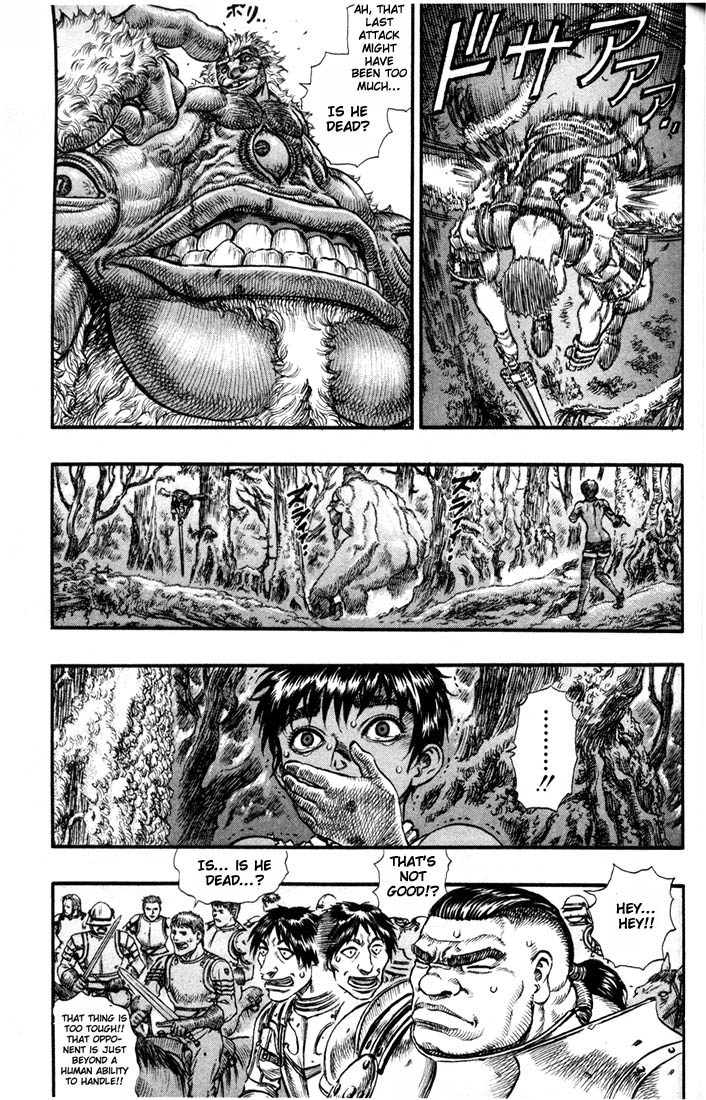 ドサアアァ
AH, THAT
LAST
ATTACK
MIGHT
HAVE
BEEN TOO
MUCH...
IS HE
DEAD?
ポリ‥
........!!
HEY...
HEY!!
THAT'S
NOT
GOOD!?
IS... IS HE
DEAD...?
THAT THING IS
TOO TOUGH!!
THAT OPPO-
NENT IS JUST
BEYOND A
HUMAN ABILITY
TO HANDLE!!